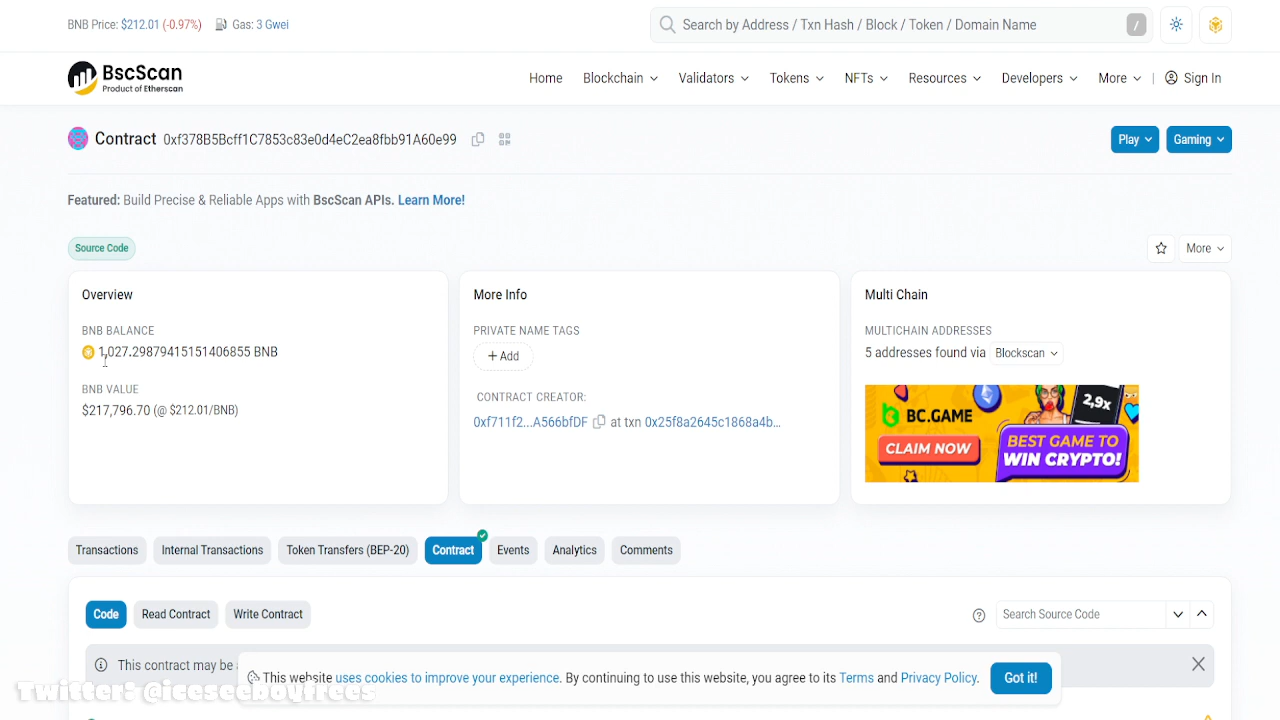 BNB Price: $212.01 (-0.97%) Gas: 3 Gwei
Search by Address / Txn Hash / Block / Token / Domain Name /
BscScan
Product of Etherscan
Home Blockchain Validators Tokens NFTs Resources Developers More | Sign In
Contract 0xf378B5Bcff1C7853c83e0d4eC2ea8fbb91A60e99
Play Gaming
Featured: Build Precise & Reliable Apps with BscScan APIs. Learn More!
Source Code
More
Overview
BNB BALANCE
1,027.29879415151406855 BNB
BNB VALUE
$217,796.70 (@ $212.01/BNB)
More Info
PRIVATE NAME TAGS
+ Add
CONTRACT CREATOR:
0xf711f2...A566bfDF at txn 0x25f8a2645c1868a4b...
Multi Chain
MULTICHAIN ADDRESSES
5 addresses found via Blockscan
BC.GAME
CLAIM NOW
2,9x
BEST GAME TO
WIN CRYPTO!
Transactions Internal Transactions Token Transfers (BEP-20) Contract Events Analytics Comments
Code Read Contract Write Contract
Search Source Code
This contract may be
This website uses cookies to improve your experience. By continuing to use this website, you agree to its Terms and Privacy Policy.
Got it!
Twitter: @iceseeboytrees